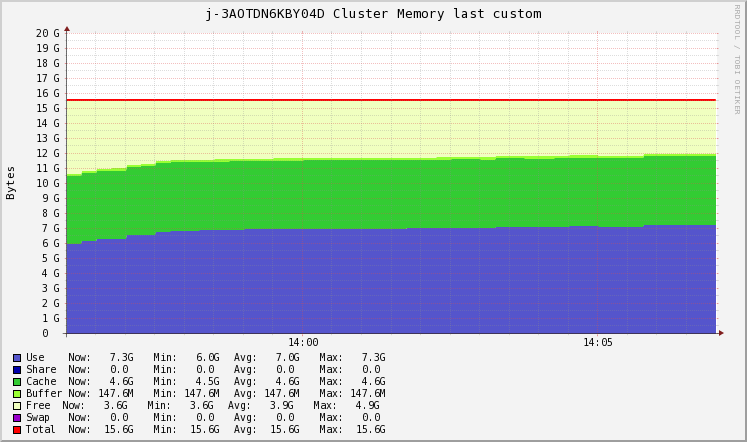 j-3AOTDN6KBY04D Cluster Memory last custom
RRDTOOL / TOBI OETIKER
Bytes
20 G
19 G
18 G
17 G
16 G
15 G
14 G
13 G
12 G
11 G
10 G
9 G
8 G
7 G
6 G
5 G
4 G
3 G
2 G
1 G
0
14:00 14:05
Use Now: 7.3G Min: 6.0G Avg: 7.0G Max: 7.3G
Share Now: 0.0 Min: 0.0 Avg: 0.0 Max: 0.0
Cache Now: 4.6G Min: 4.5G Avg: 4.6G Max: 4.6G
Buffer Now: 147.6M Min: 147.6M Avg: 147.6M Max: 147.6M
Free Now: 3.6G Min: 3.6G Avg: 3.9G Max: 4.9G
Swap Now: 0.0 Min: 0.0 Avg: 0.0 Max: 0.0
Total Now: 15.6G Min: 15.6G Avg: 15.6G Max: 15.6G